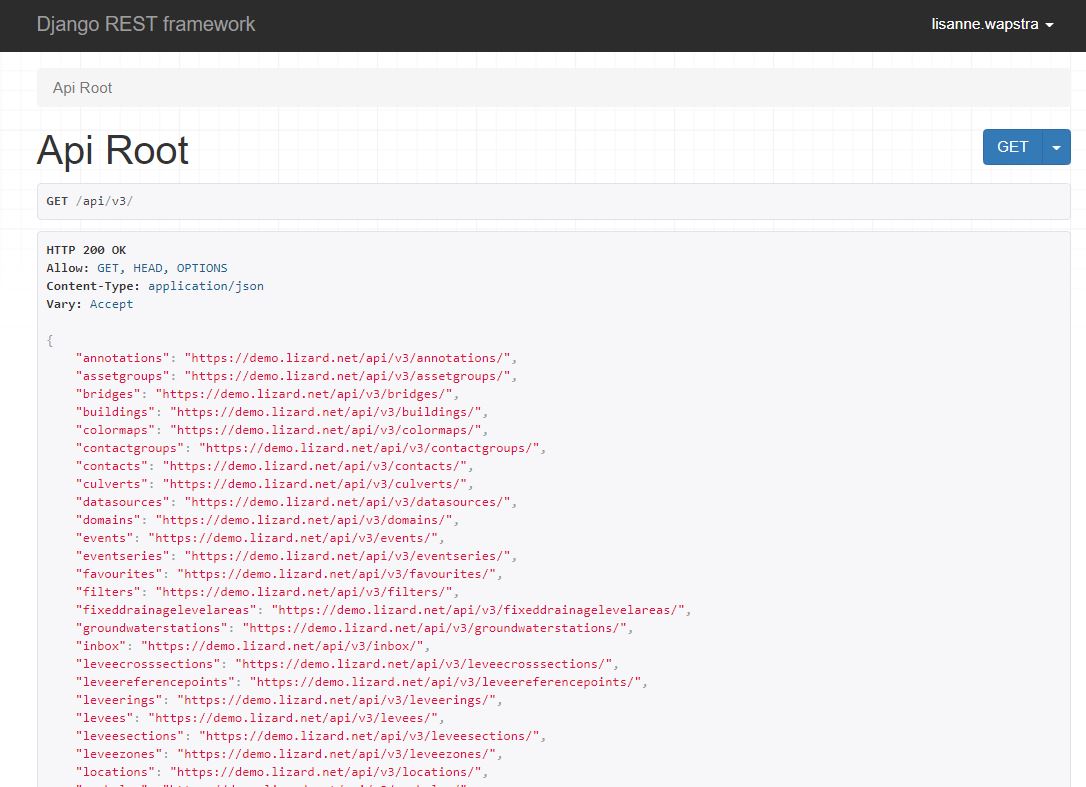 Django REST framework
lisanne.wapstra
Api Root
Api Root
GET
GET /api/v3/
HTTP 200 OK
Allow: GET, HEAD, OPTIONS
Content-Type: application/json
Vary: Accept
{
"annotations": "https://demo.lizard.net/api/v3/annotations/",
"assetgroups": "https://demo.lizard.net/api/v3/assetgroups/",
"bridges": "https://demo.lizard.net/api/v3/bridges/",
"buildings": "https://demo.lizard.net/api/v3/buildings/",
"colormaps": "https://demo.lizard.net/api/v3/colormaps/",
"contactgroups": "https://demo.lizard.net/api/v3/contactgroups/",
"contacts": "https://demo.lizard.net/api/v3/contacts/",
"culverts": "https://demo.lizard.net/api/v3/culverts/",
"datasources": "https://demo.lizard.net/api/v3/datasources/",
"domains": "https://demo.lizard.net/api/v3/domains/",
"events": "https://demo.lizard.net/api/v3/events/",
"eventseries": "https://demo.lizard.net/api/v3/eventseries/",
"favourites": "https://demo.lizard.net/api/v3/favourites/",
"filters": "https://demo.lizard.net/api/v3/filters/",
"fixeddrainagelevelareas": "https://demo.lizard.net/api/v3/fixeddrainagelevelareas/",
"groundwaterstations": "https://demo.lizard.net/api/v3/groundwaterstations/",
"inbox": "https://demo.lizard.net/api/v3/inbox/",
"leveecrosssections": "https://demo.lizard.net/api/v3/leveecrosssections/",
"leveereferencepoints": "https://demo.lizard.net/api/v3/leveereferencepoints/",
"leveerings": "https://demo.lizard.net/api/v3/leveerings/",
"levees": "https://demo.lizard.net/api/v3/levees/",
"leveesections": "https://demo.lizard.net/api/v3/leveesections/",
"leveezones": "https://demo.lizard.net/api/v3/leveezones/",
"locations": "https://demo.lizard.net/api/v3/locations/",